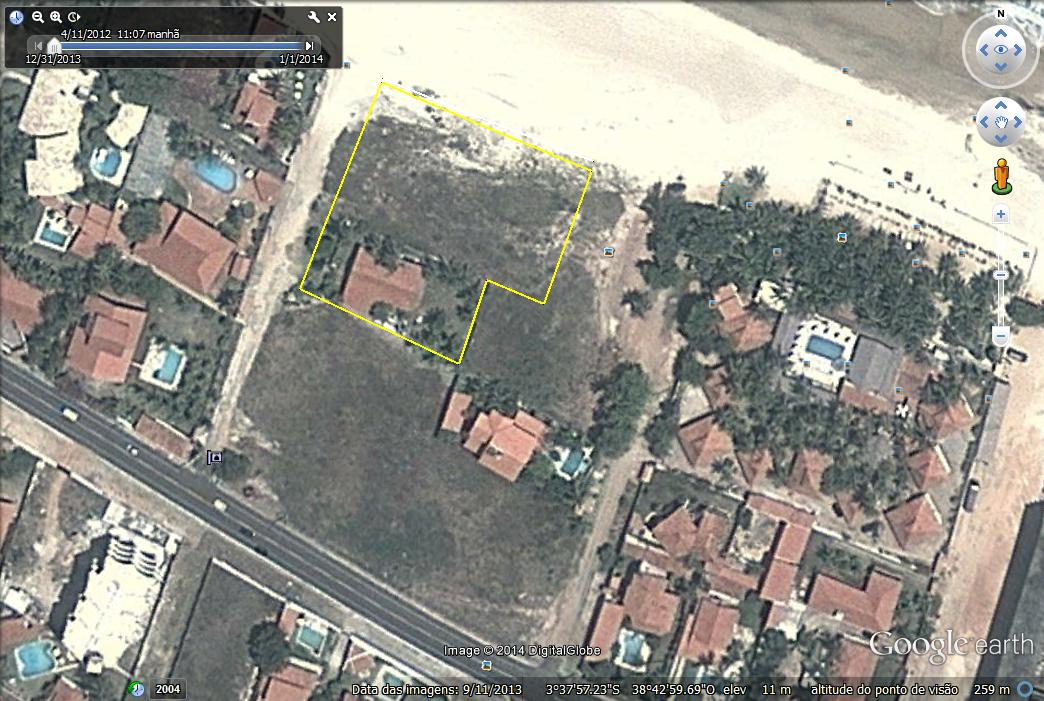 4/11/2012  11:07 manhã
12/31/2013
1/1/2014
N
Image © 2014 DigitalGlobe
Google earth
2004
Data das imagens: 9/11/2013  3°37'57.23"S  38°42'59.69"O  elev  11 m  altitude do ponto de visão  259 m